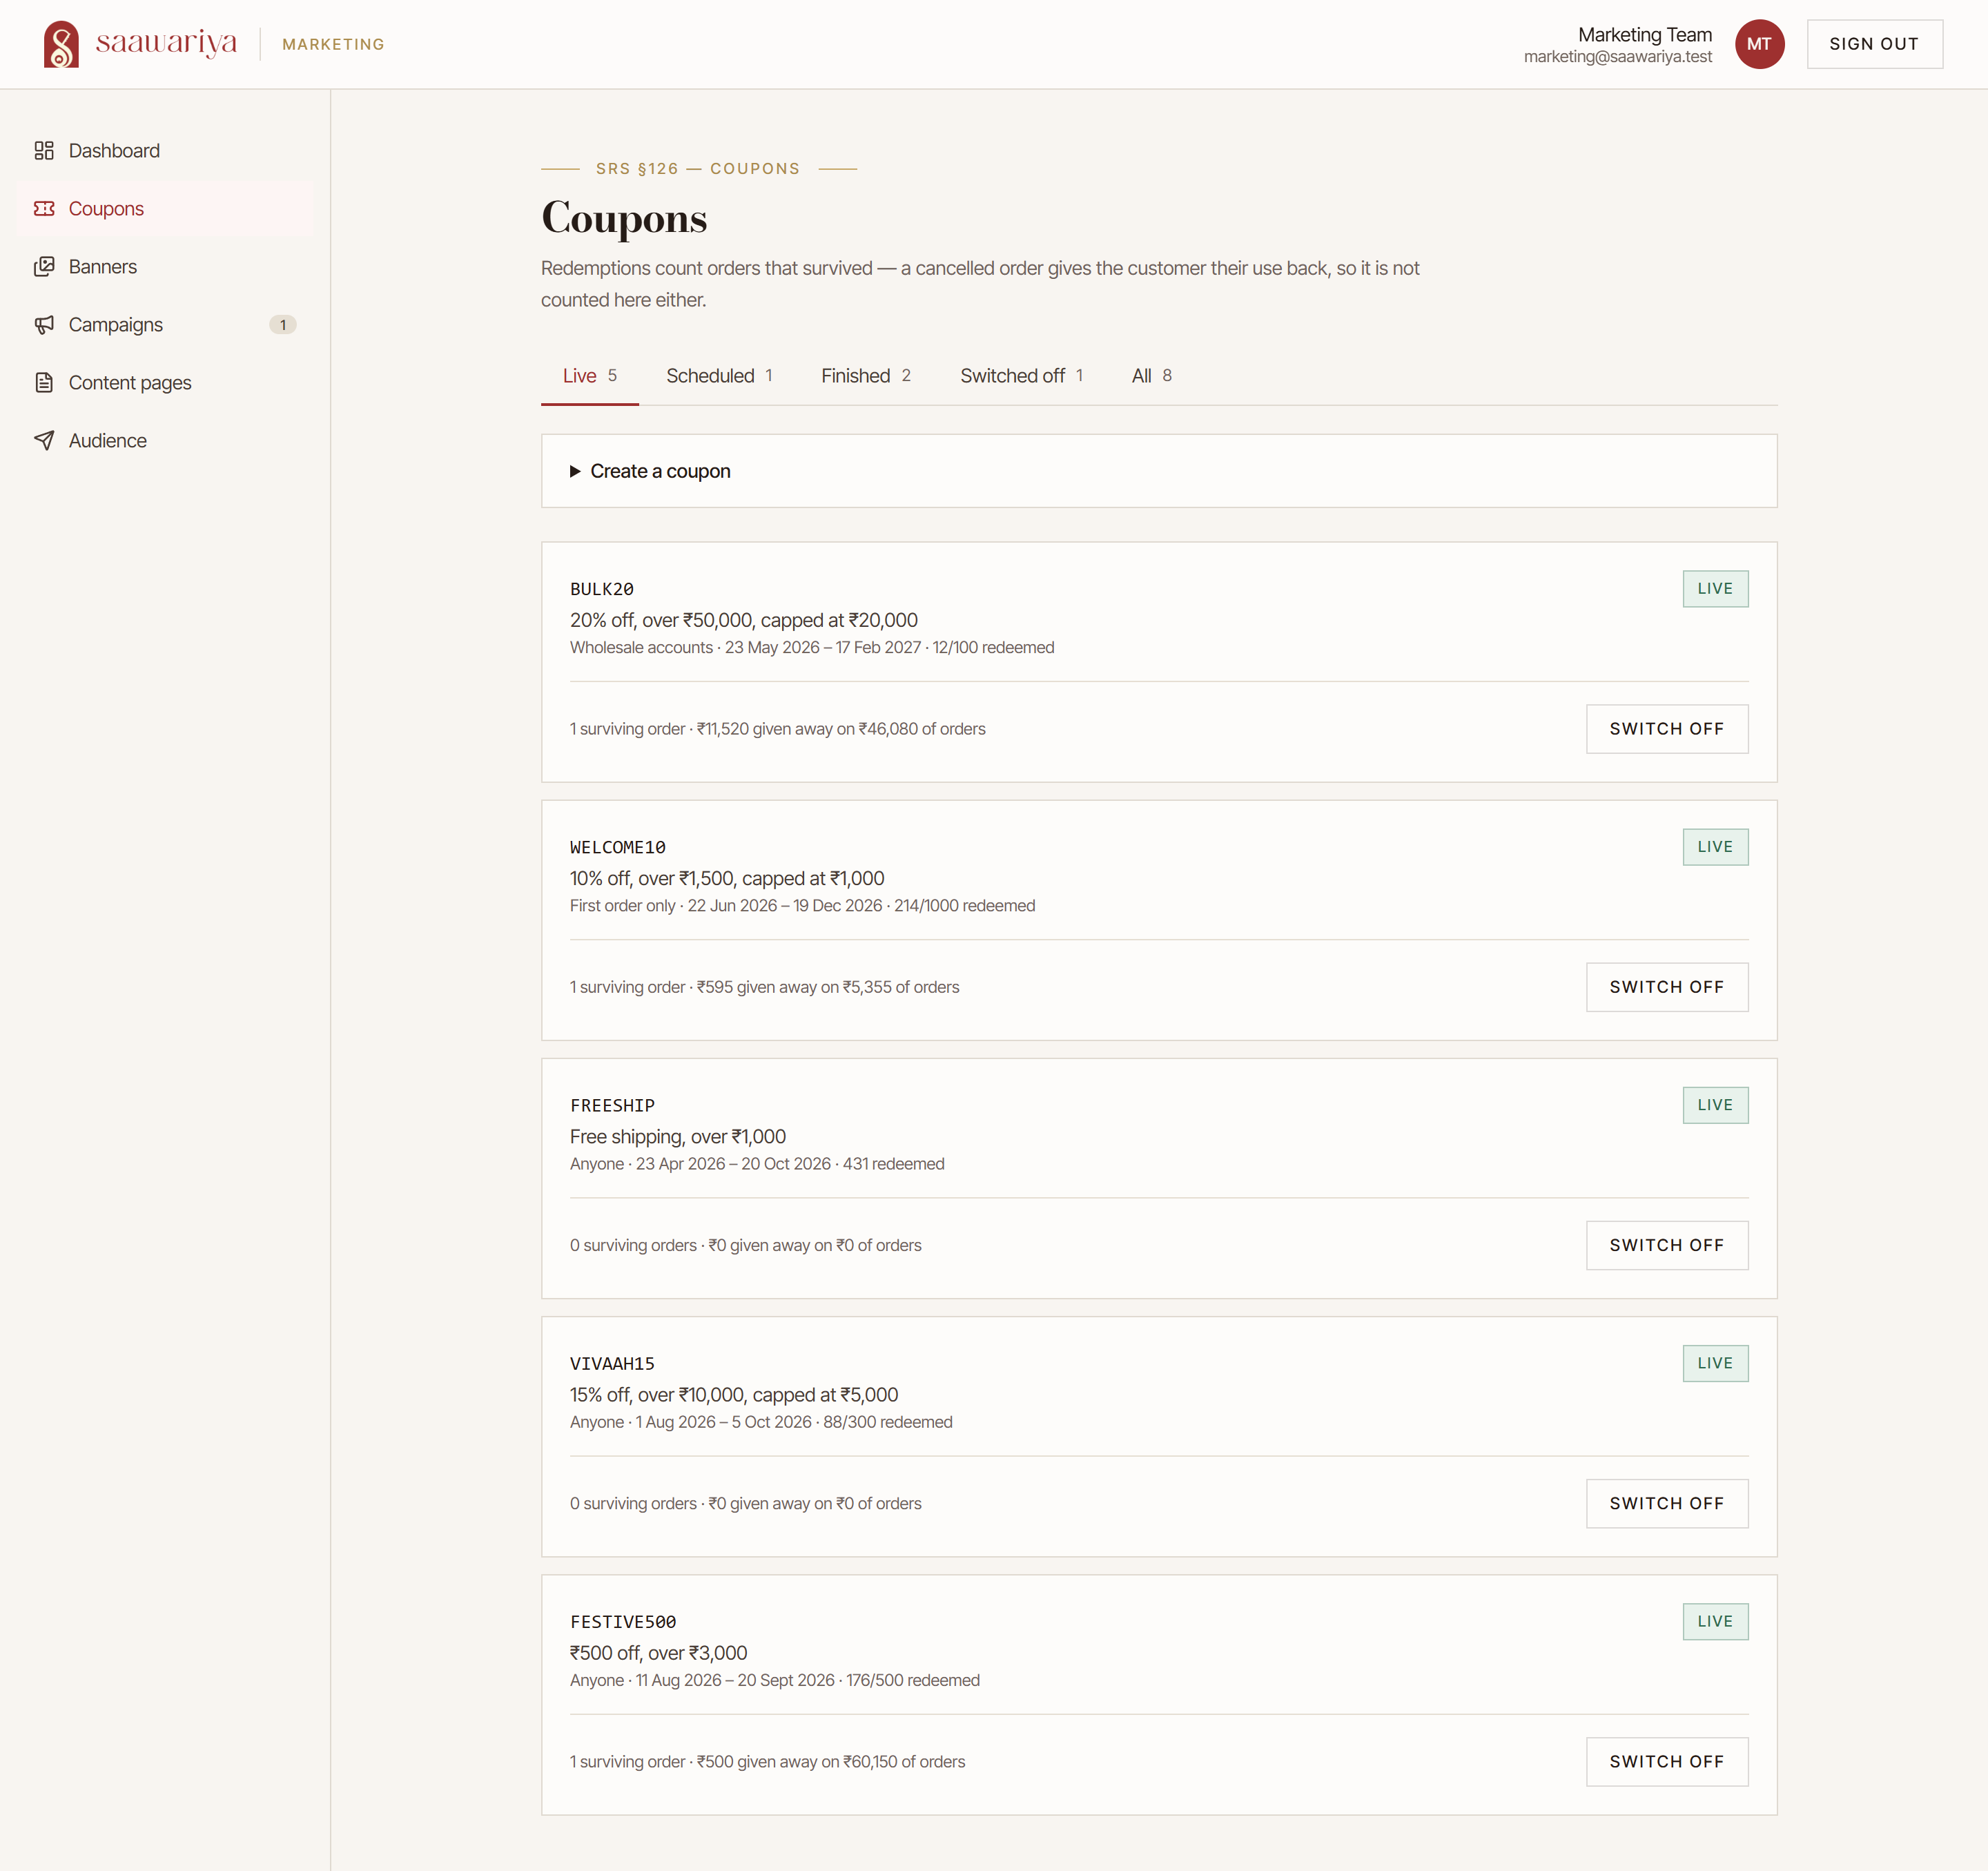 saawariya
MARKETING
Marketing Team
marketing@saawariya.test
MT
SIGN OUT
Dashboard
Coupons
Banners
Campaigns 1
Content pages
Audience
SRS §126 — COUPONS
Coupons
Redemptions count orders that survived — a cancelled order gives the customer their use back, so it is not
counted here either.
Live 5 Scheduled 1 Finished 2 Switched off 1 All 8
▶ Create a coupon
BULK20
LIVE
20% off, over ₹50,000, capped at ₹20,000
Wholesale accounts · 23 May 2026 – 17 Feb 2027 · 12/100 redeemed
1 surviving order · ₹11,520 given away on ₹46,080 of orders
SWITCH OFF
WELCOME10
LIVE
10% off, over ₹1,500, capped at ₹1,000
First order only · 22 Jun 2026 – 19 Dec 2026 · 214/1000 redeemed
1 surviving order · ₹595 given away on ₹5,355 of orders
SWITCH OFF
FREESHIP
LIVE
Free shipping, over ₹1,000
Anyone · 23 Apr 2026 – 20 Oct 2026 · 431 redeemed
0 surviving orders · ₹0 given away on ₹0 of orders
SWITCH OFF
VIVAAH15
LIVE
15% off, over ₹10,000, capped at ₹5,000
Anyone · 1 Aug 2026 – 5 Oct 2026 · 88/300 redeemed
0 surviving orders · ₹0 given away on ₹0 of orders
SWITCH OFF
FESTIVE500
LIVE
₹500 off, over ₹3,000
Anyone · 11 Aug 2026 – 20 Sept 2026 · 176/500 redeemed
1 surviving order · ₹500 given away on ₹60,150 of orders
SWITCH OFF